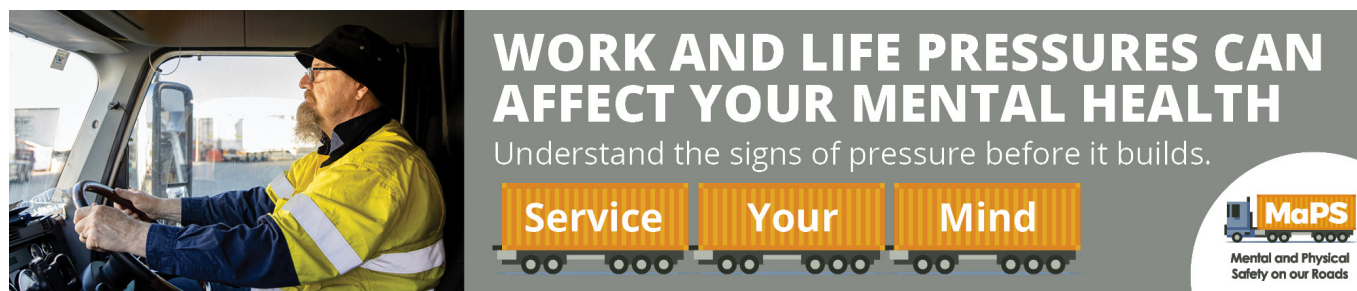 WORK AND LIFE PRESSURES CAN
AFFECT YOUR MENTAL HEALTH
Understand the signs of pressure before it builds.
Service Your Mind
MaPS
Mental and Physical
Safety on our Roads